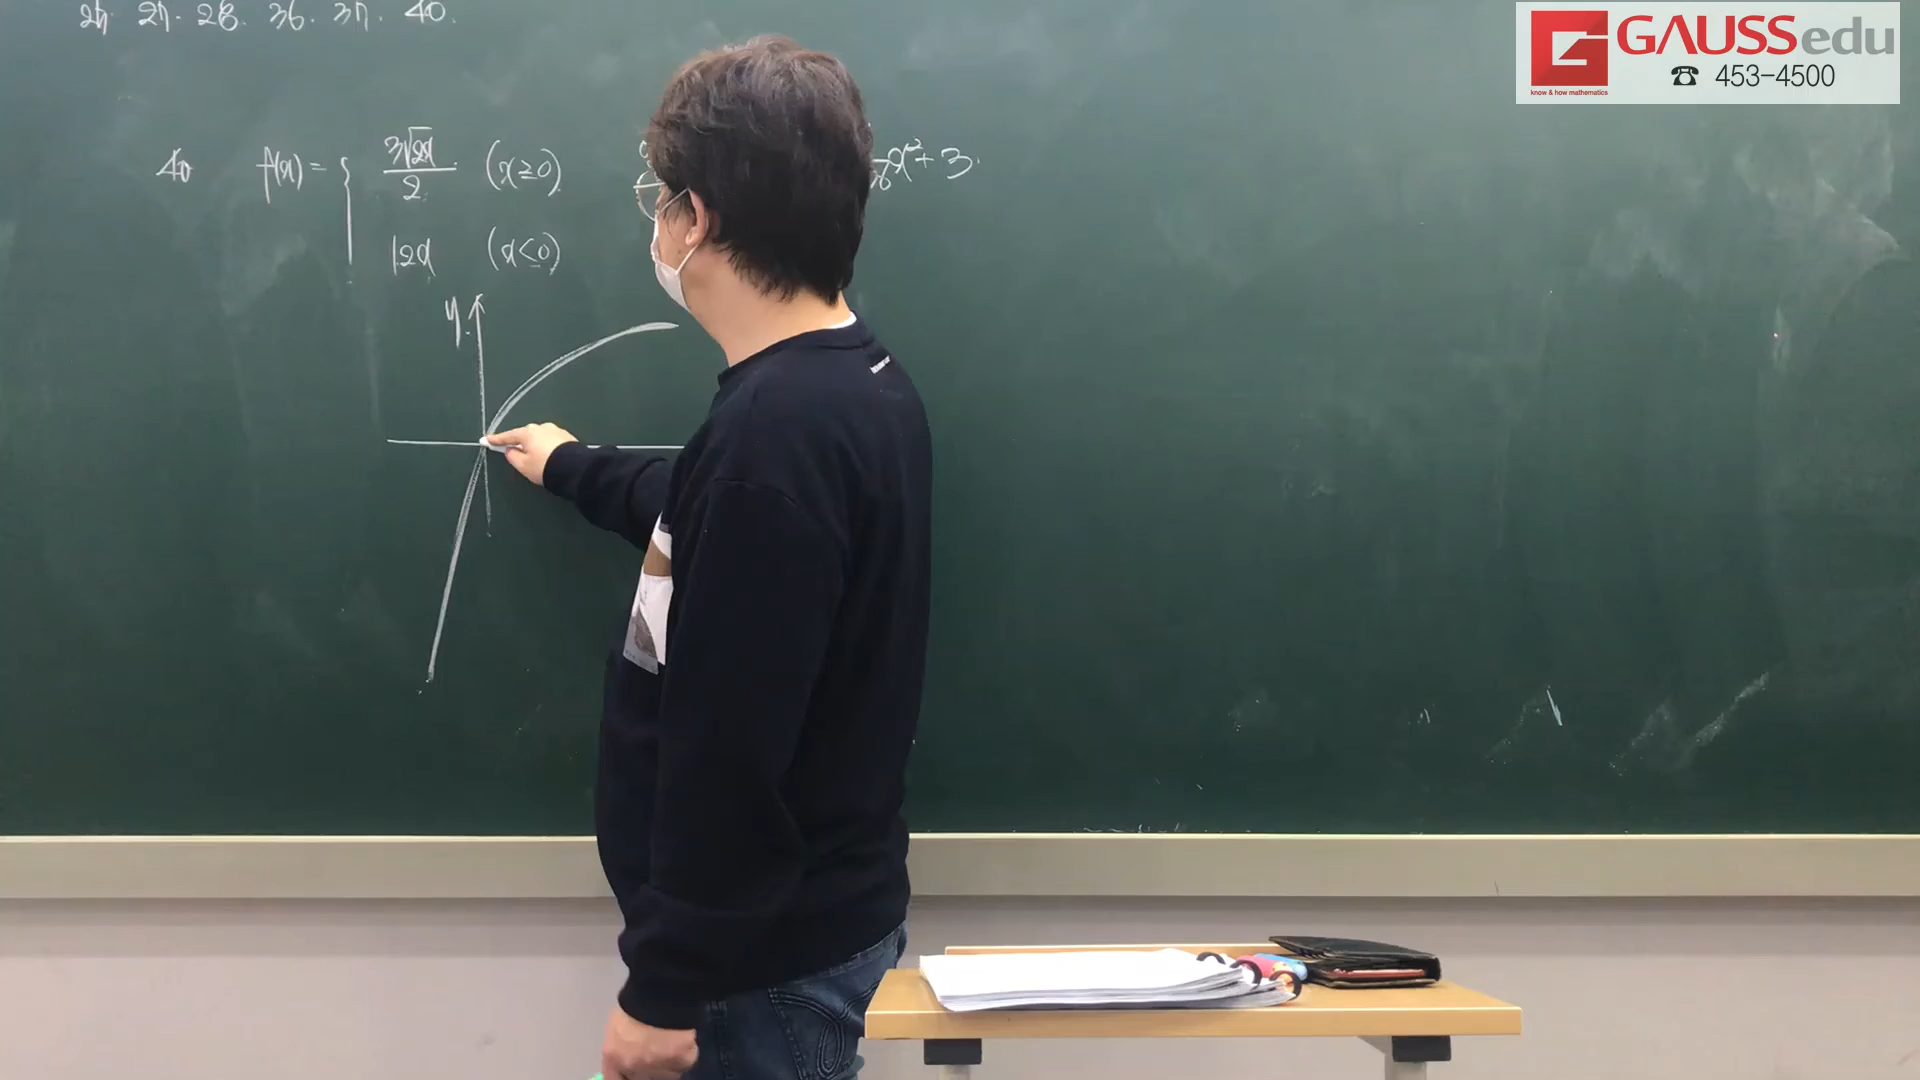 25. 27. 28. 36. 37. 40.
GAUSSedu
know & how mathematics
☎ 453-4500
40 f(x) = { 3√2x / 2 (x≥0)
x² + 3.
12x (x<0)
y